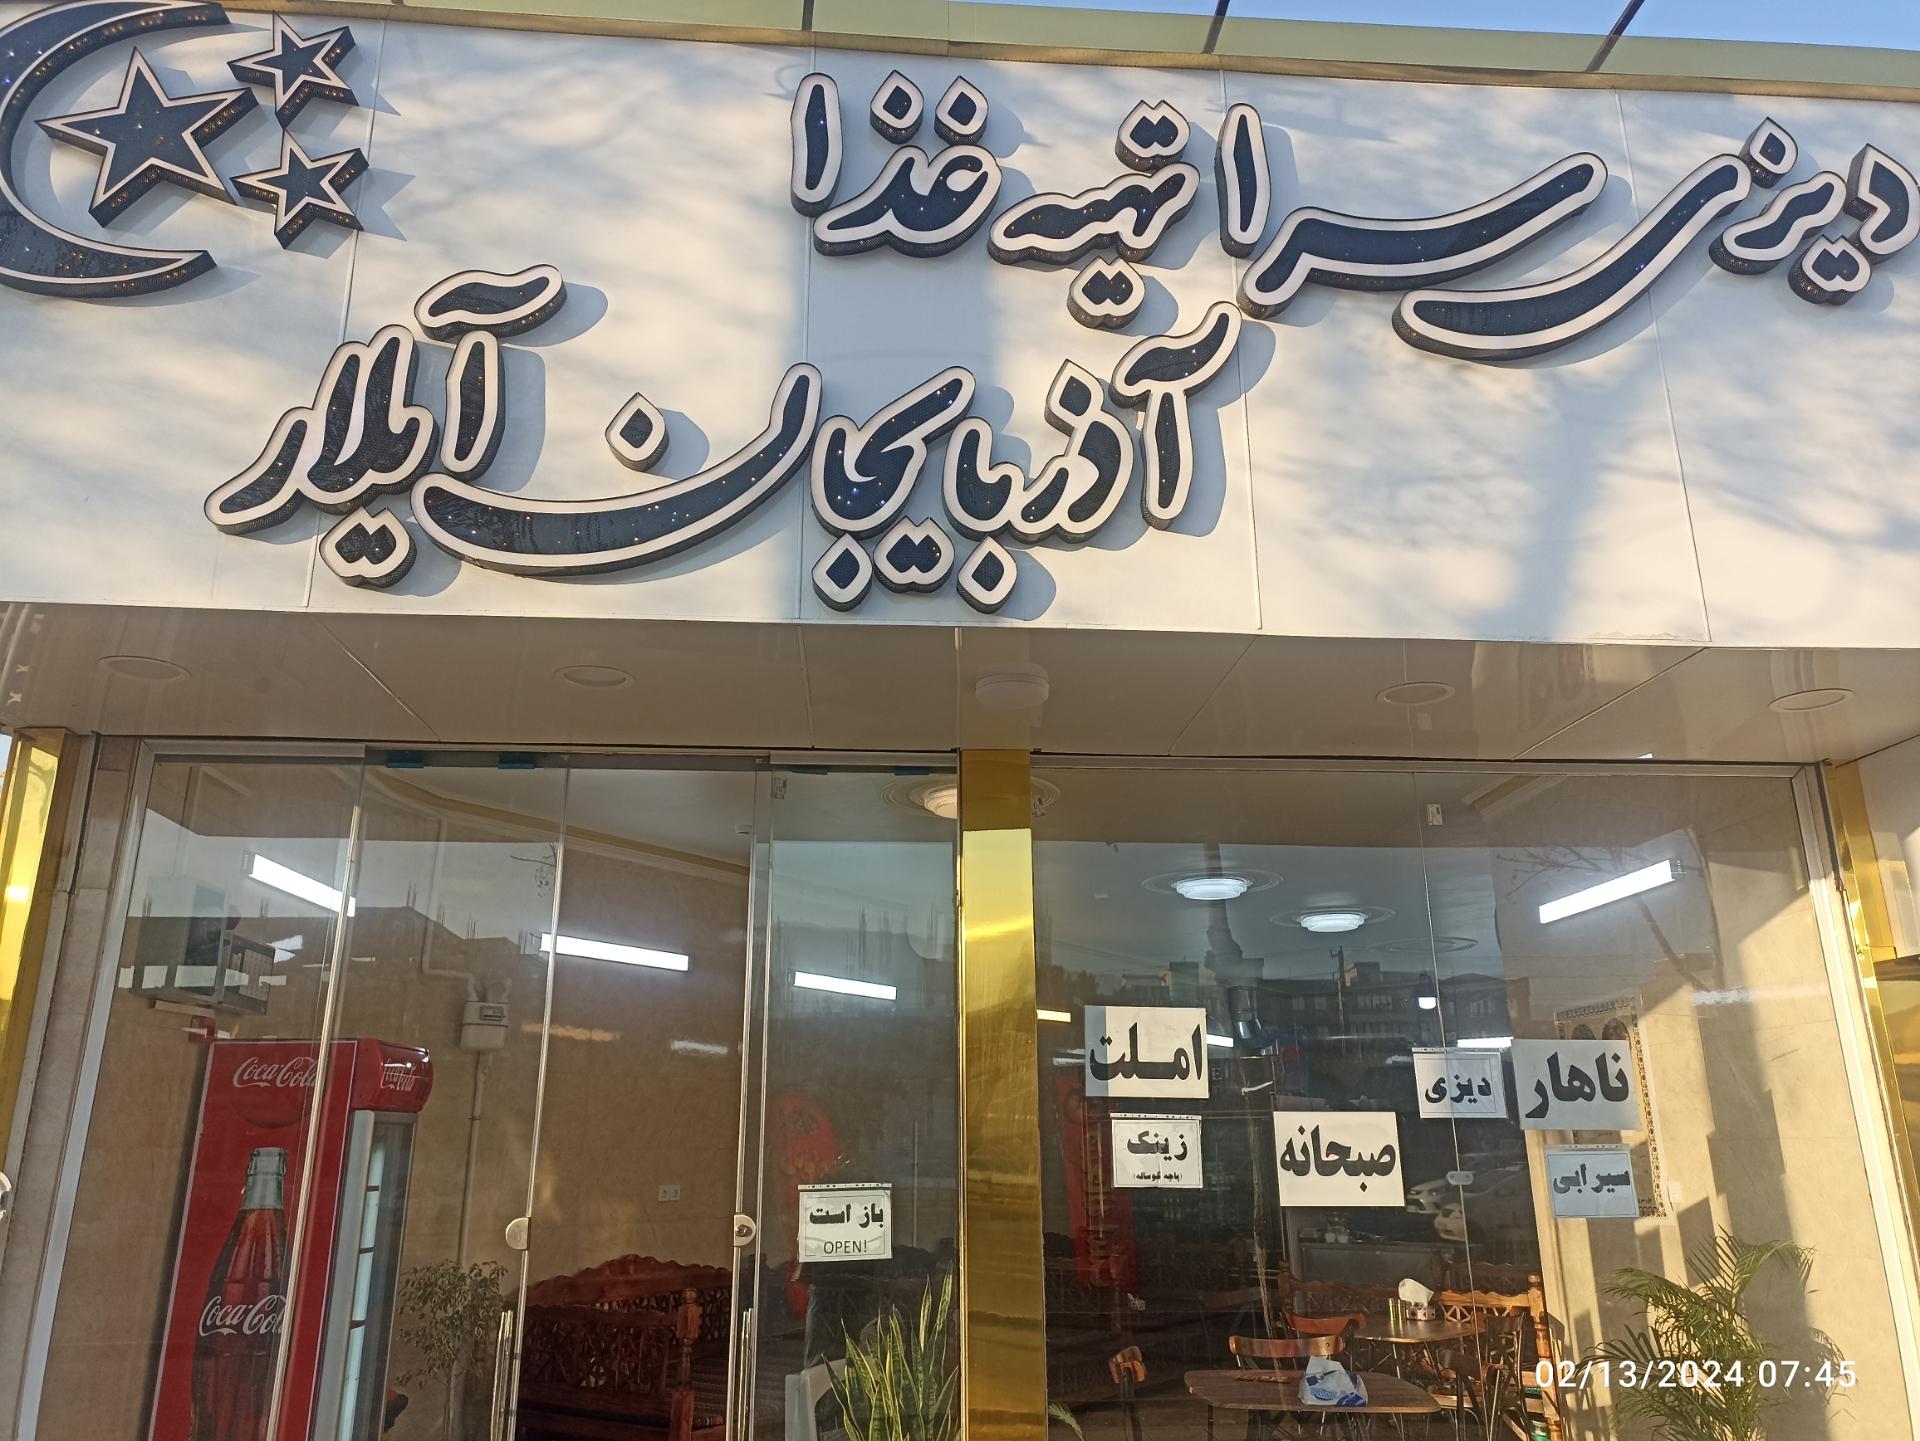 دیزی سرا تهیه غذا
آذربایجان آیلار
املت
زینک
(پاچه گوساله)
صبحانه
دیزی
ناهار
سیرابی
باز است
OPEN!
Coca-Cola
Coca-Cola
Coca-Cola
02/13/2024 07:45